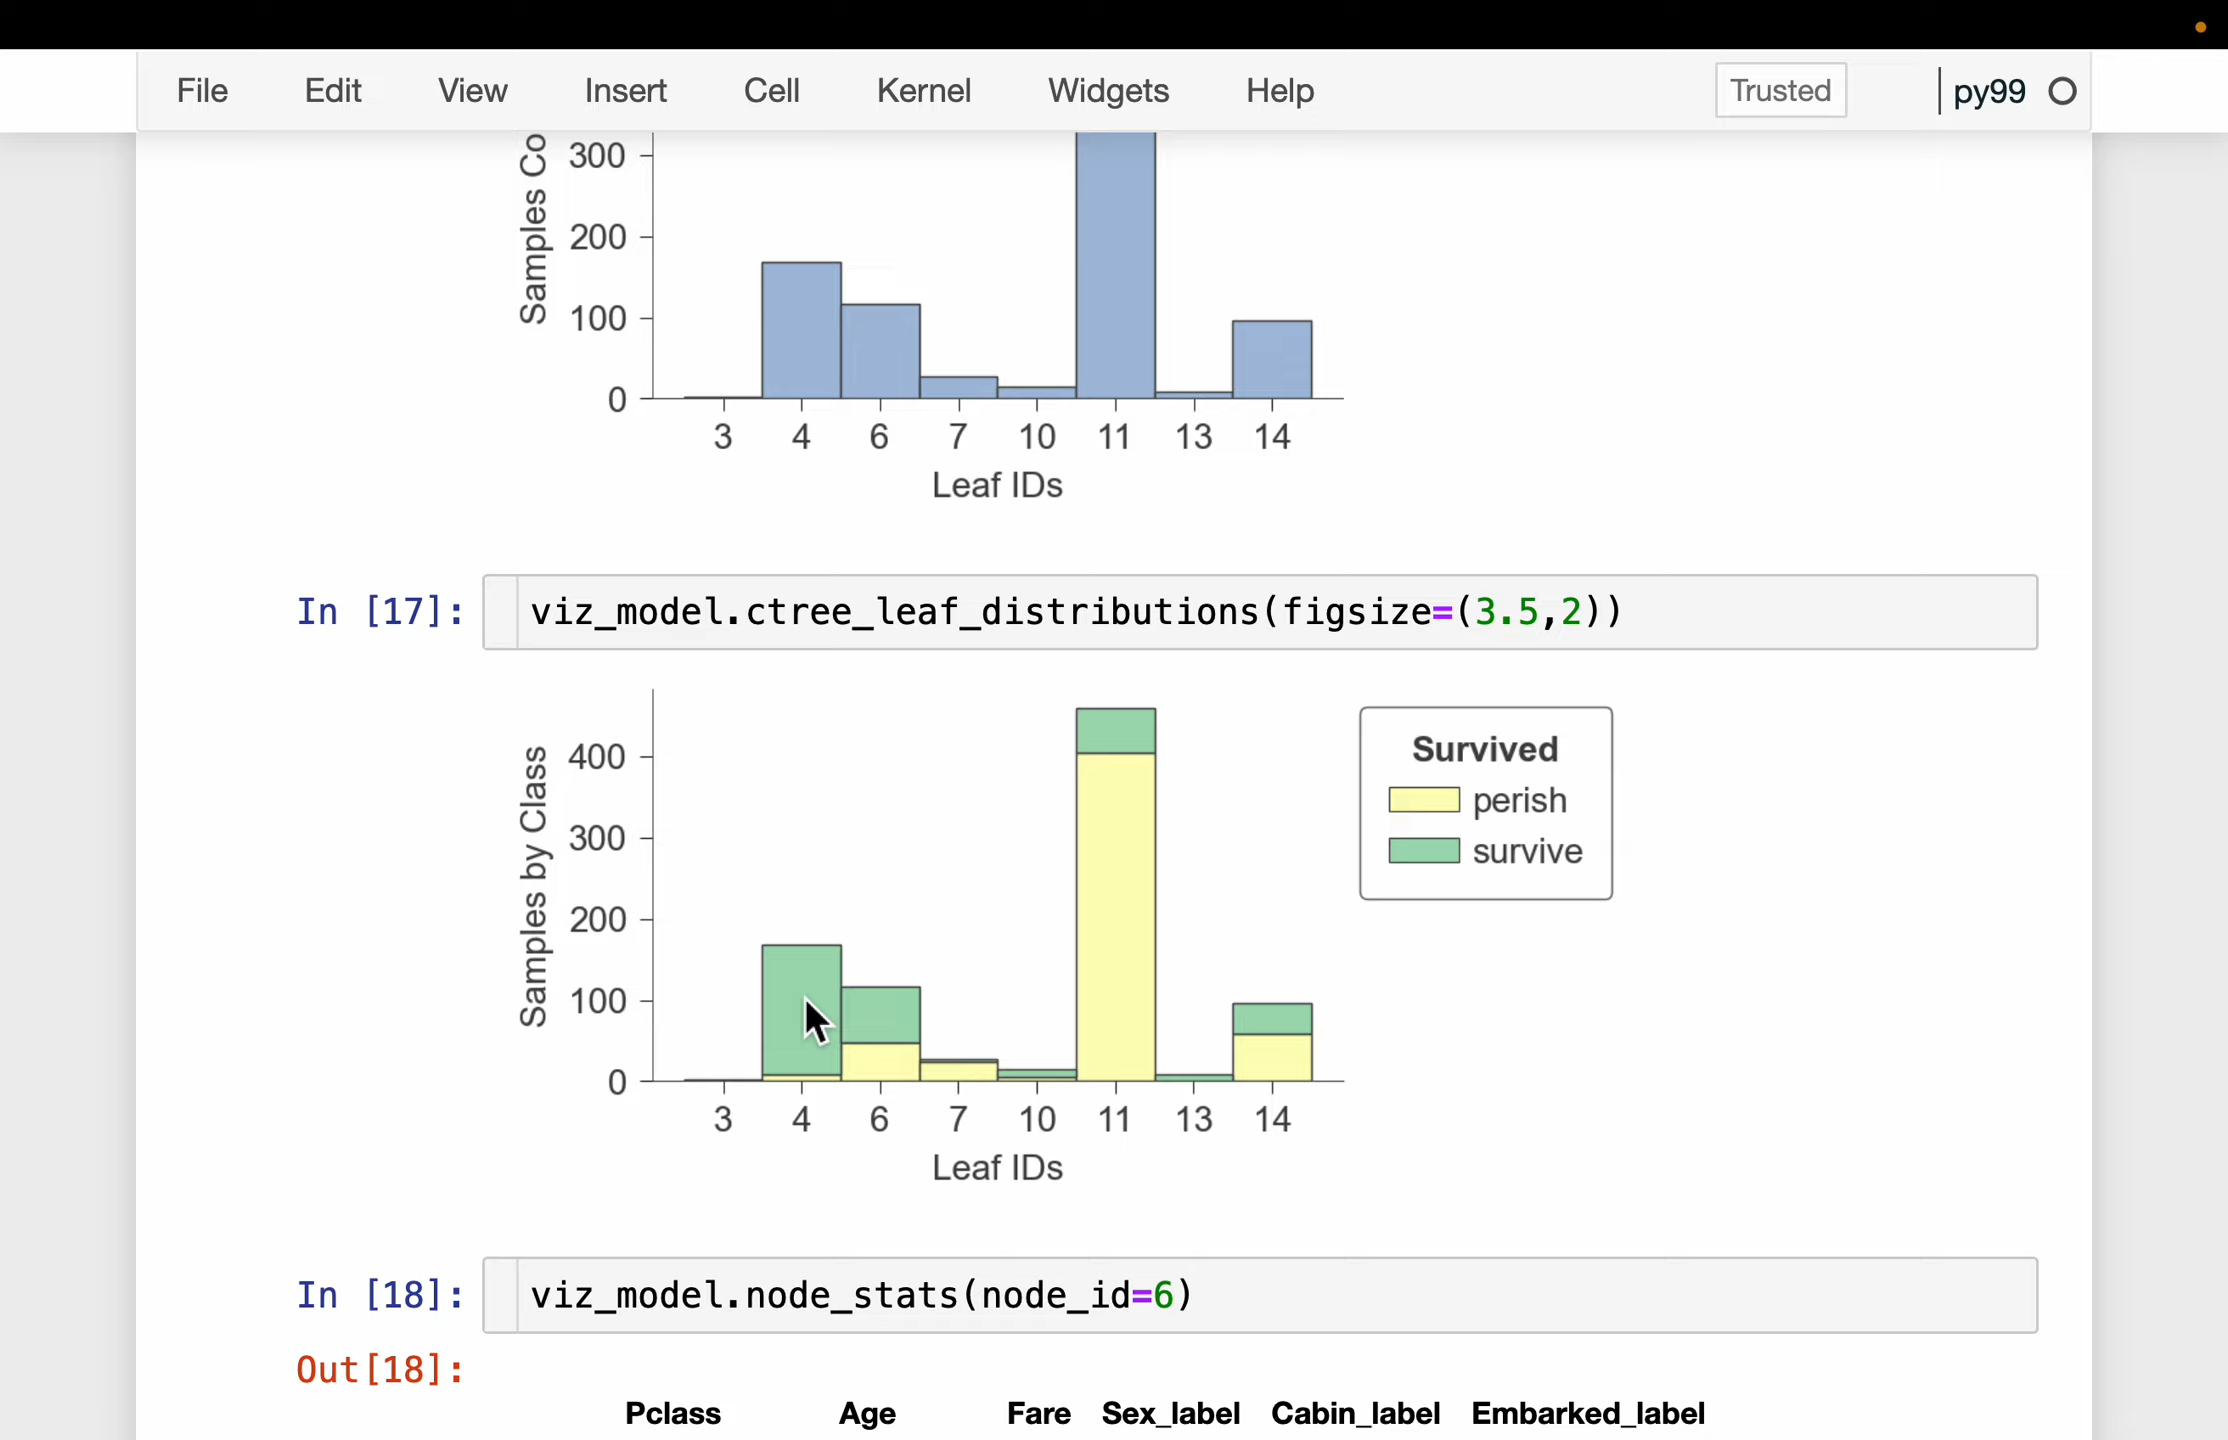 File Edit View Insert Cell Kernel Widgets Help Trusted py99
Samples Co
300
200
100
0
3 4 6 7 10 11 13 14
Leaf IDs
In [17]: viz_model.ctree_leaf_distributions(figsize=(3.5,2))
Samples by Class
400
300
200
100
0
3 4 6 7 10 11 13 14
Leaf IDs
Survived
perish
survive
In [18]: viz_model.node_stats(node_id=6)
Out[18]:
Pclass Age Fare Sex_label Cabin_label Embarked_label